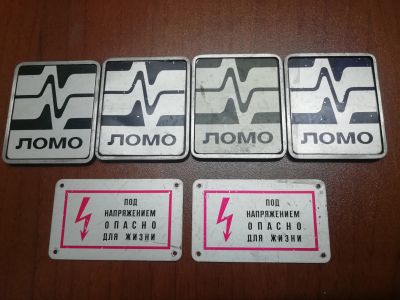 ЛОМО
ЛОМО
ЛОМО
ЛОМО
ПОД
НАПРЯЖЕНИЕМ
ОПАСНО
ДЛЯ ЖИЗНИ
ПОД
НАПРЯЖЕНИЕМ
ОПАСНО
ДЛЯ ЖИЗНИ